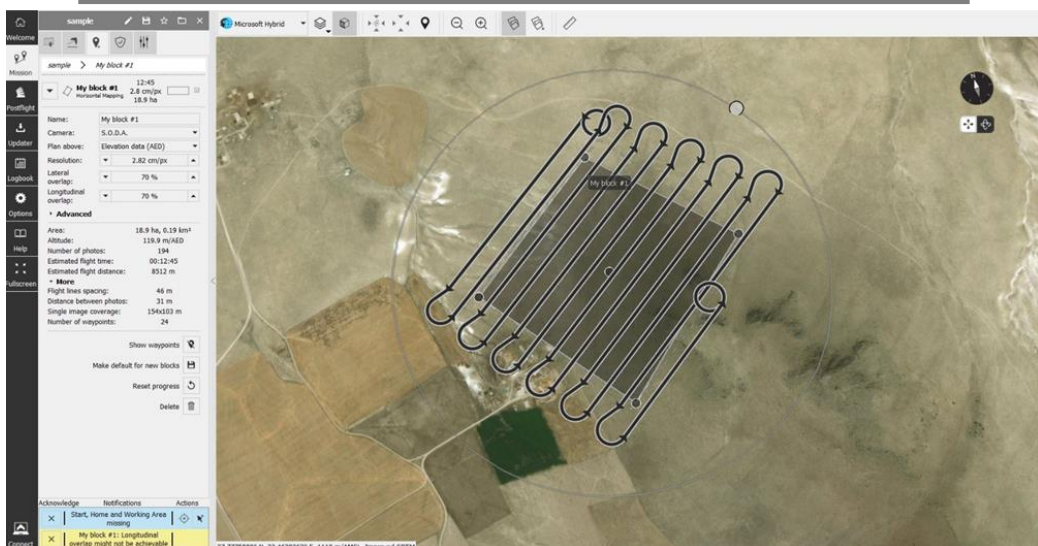 sample
Microsoft Hybrid
Welcome
Mission
Postflight
Updater
Logbook
Options
Help
Fullscreen
Connect
sample > My block #1
My block #1
Horizontal Mapping
12:45
2.8 cm/px
18.9 ha
Name: My block #1
Camera: S.O.D.A.
Plan above: Elevation data (AED)
Resolution: 2.82 cm/px
Lateral overlap: 70 %
Longitudinal overlap: 70 %
Advanced
Area: 18.9 ha, 0.19 km²
Altitude: 119.9 m/AED
Number of photos: 194
Estimated flight time: 00:12:45
Estimated flight distance: 8512 m
More
Flight lines spacing: 46 m
Distance between photos: 31 m
Single image coverage: 154x103 m
Number of waypoints: 24
Show waypoints
Make default for new blocks
Reset progress
Delete
Acknowledge Notifications Actions
Start, Home and Working Area
missing
My block #1: Longitudinal
overlap might not be achievable
My block #1
N